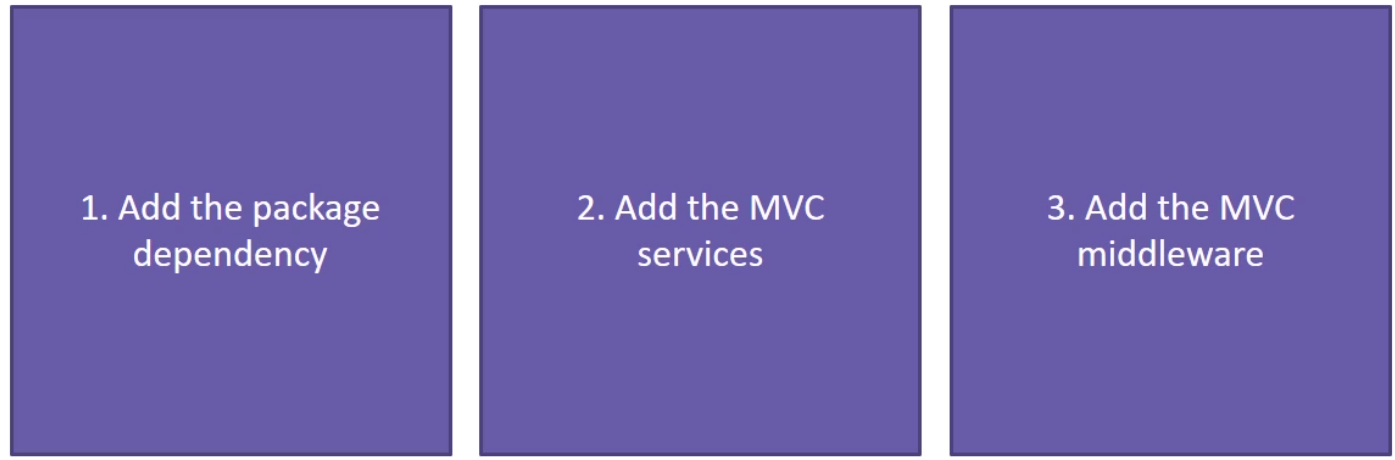 1. Add the package
dependency
2. Add the MVC
services
3. Add the MVC
middleware